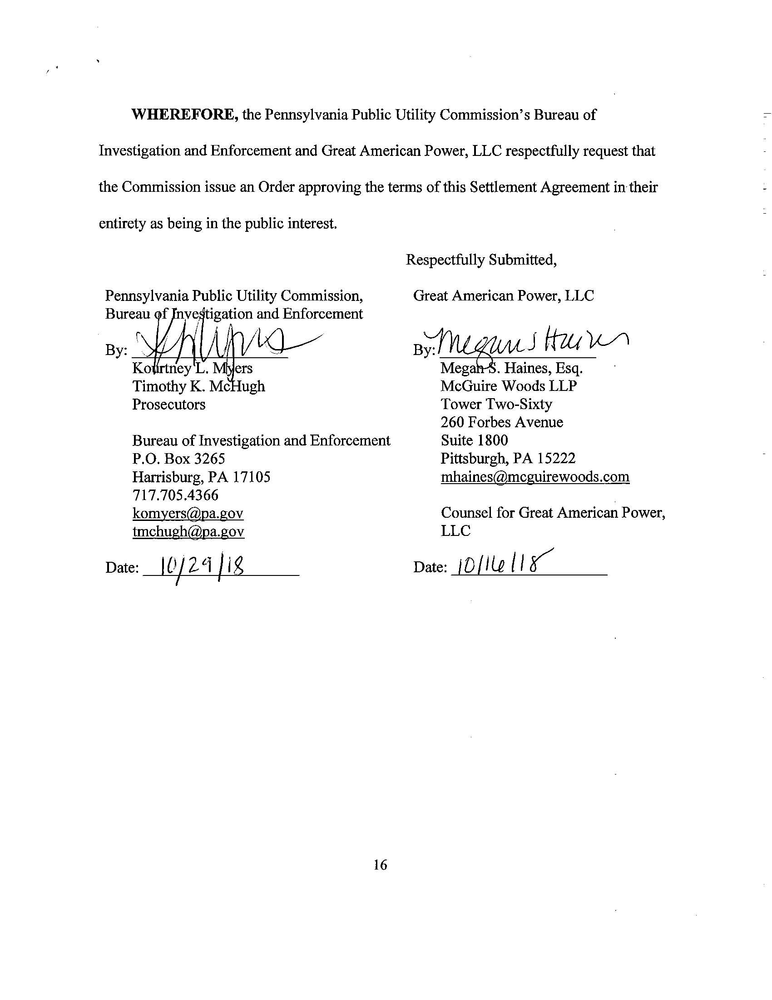 WHEREFORE, the Pennsylvania Public Utility Commission's Bureau of
Investigation and Enforcement and Great American Power, LLC respectfully request that
the Commission issue an Order approving the terms of this Settlement Agreement in their
entirety as being in the public interest.
Respectfully Submitted,
Pennsylvania Public Utility Commission,
Bureau of Investigation and Enforcement
By:
Kourtney L. Myers
Timothy K. McHugh
Prosecutors
Bureau of Investigation and Enforcement
P.O. Box 3265
Harrisburg, PA 17105
717.705.4366
komyers@pa.gov
tmchugh@pa.gov
Date: 10/29/18
Great American Power, LLC
By: Megan S Haines
Megan S. Haines, Esq.
McGuire Woods LLP
Tower Two-Sixty
260 Forbes Avenue
Suite 1800
Pittsburgh, PA 15222
mhaines@mcguirewoods.com
Counsel for Great American Power,
LLC
Date: 10/16/18
16